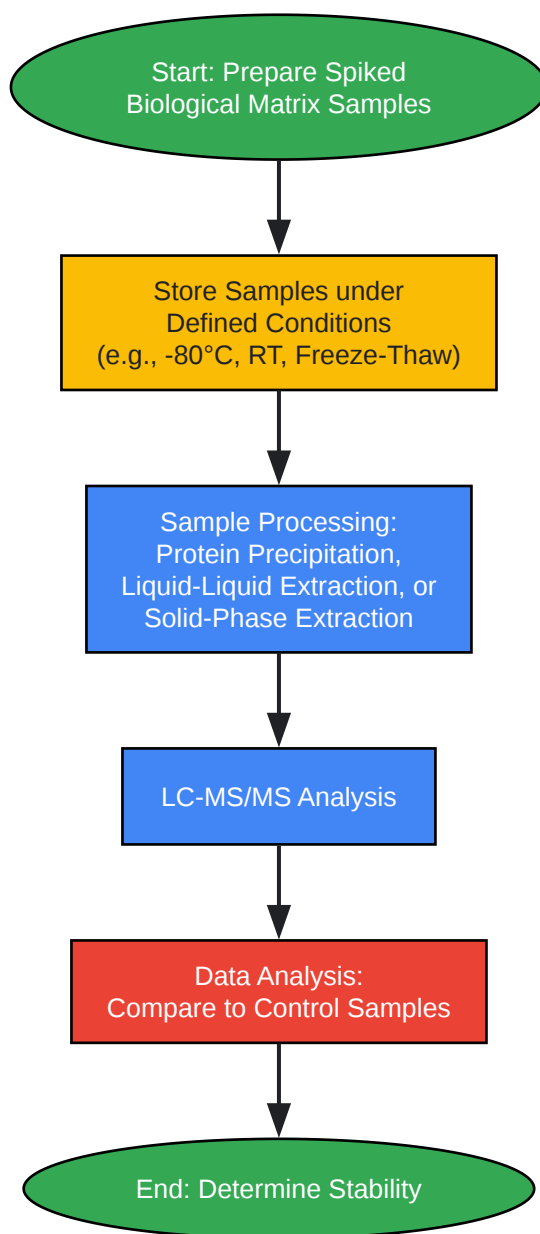 Start: Prepare Spiked
Biological Matrix Samples
Store Samples under
Defined Conditions
(e.g., -80°C, RT, Freeze-Thaw)
Sample Processing:
Protein Precipitation,
Liquid-Liquid Extraction, or
Solid-Phase Extraction
LC-MS/MS Analysis
Data Analysis:
Compare to Control Samples
End: Determine Stability